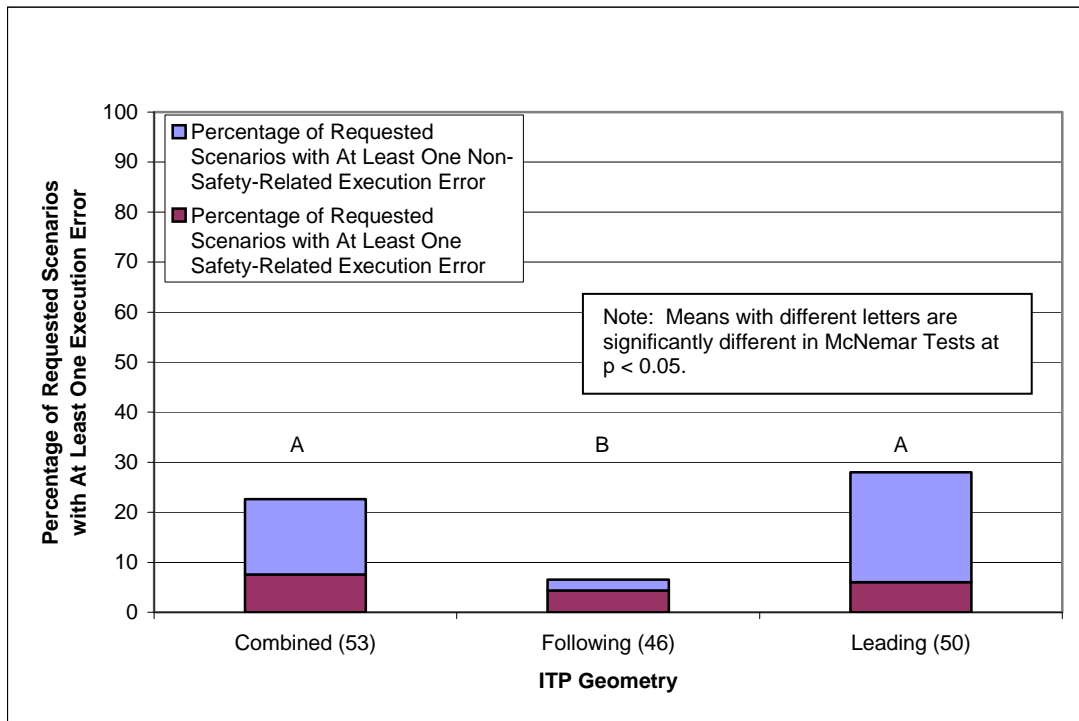 100
90
80
70
60
50
40
30
20
10
0
Percentage of Requested Scenarios
with At Least One Execution Error
Percentage of Requested
Scenarios with At Least One Non-
Safety-Related Execution Error
Percentage of Requested
Scenarios with At Least One
Safety-Related Execution Error
Note: Means with different letters are
significantly different in McNemar Tests at
p < 0.05.
A
B
A
Combined (53)
Following (46)
Leading (50)
ITP Geometry